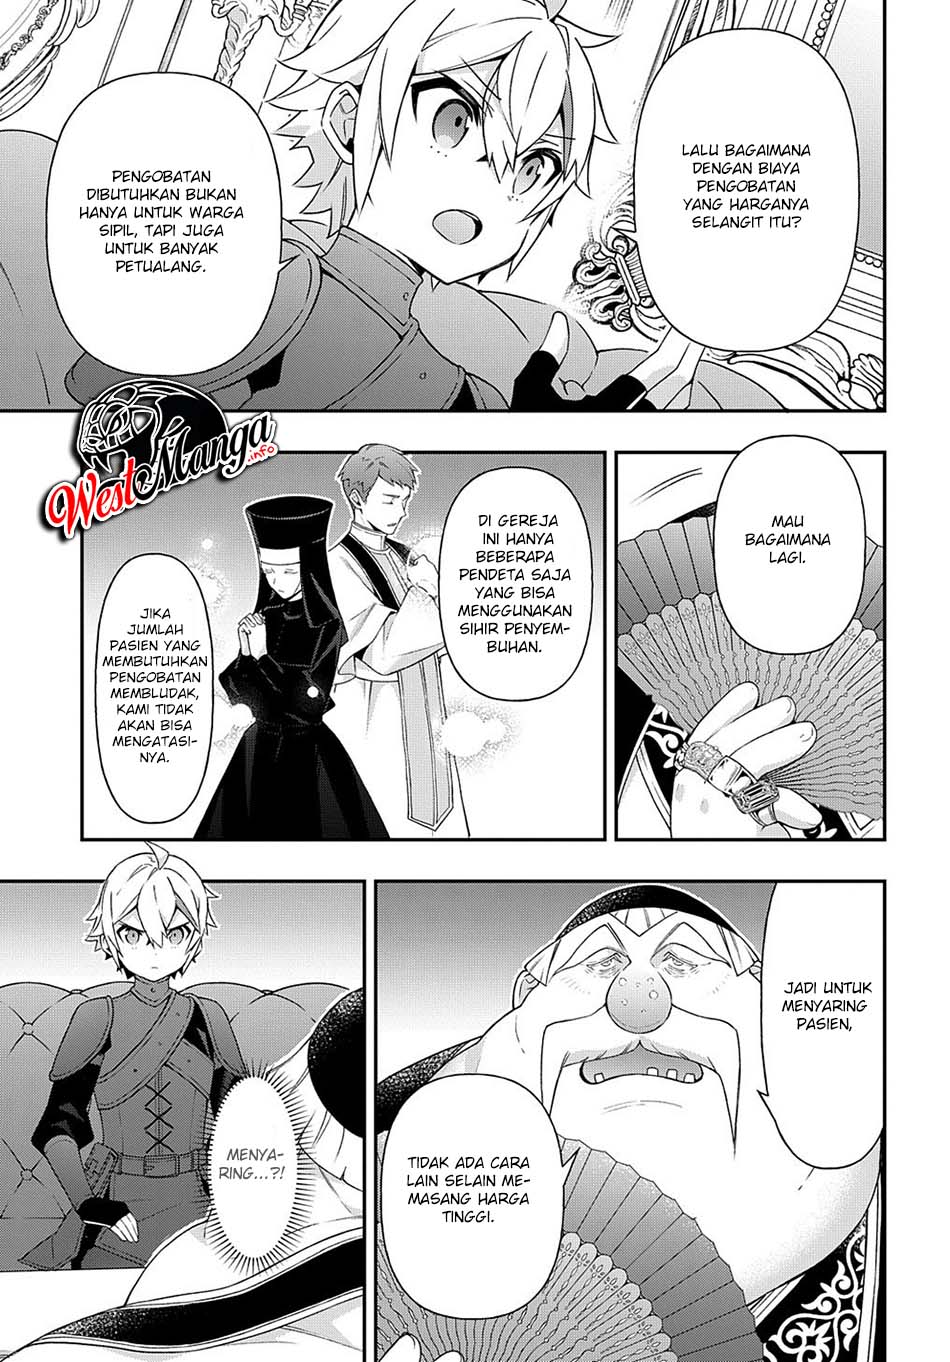 LALU BAGAIMANA
DENGAN BIAYA
PENGOBATAN
YANG HARGANYA
SELANGIT ITU?
PENGOBATAN
DIBUTUHKAN BUKAN
HANYA UNTUK WARGA
SIPIL, TAPI JUGA
UNTUK BANYAK
PETUALANG.
WEST MANGA
.info
MAU
BAGAIMANA
LAGI.
DI GEREJA
INI HANYA
BEBERAPA
PENDETA SAJA
YANG BISA
MENGGUNAKAN
SIHIR PENYEM-
BUHAN.
JIKA
JUMLAH
PASIEN YANG
MEMBUTUHKAN
PENGOBATAN
MEMBLUDAK,
KAMI TIDAK
AKAN BISA
MENGATASI-
NYA.
JADI UNTUK
MENYARING
PASIEN,
TIDAK ADA CARA
LAIN SELAIN ME-
MASANG HARGA
TINGGI.
MENYA-
RING...?!